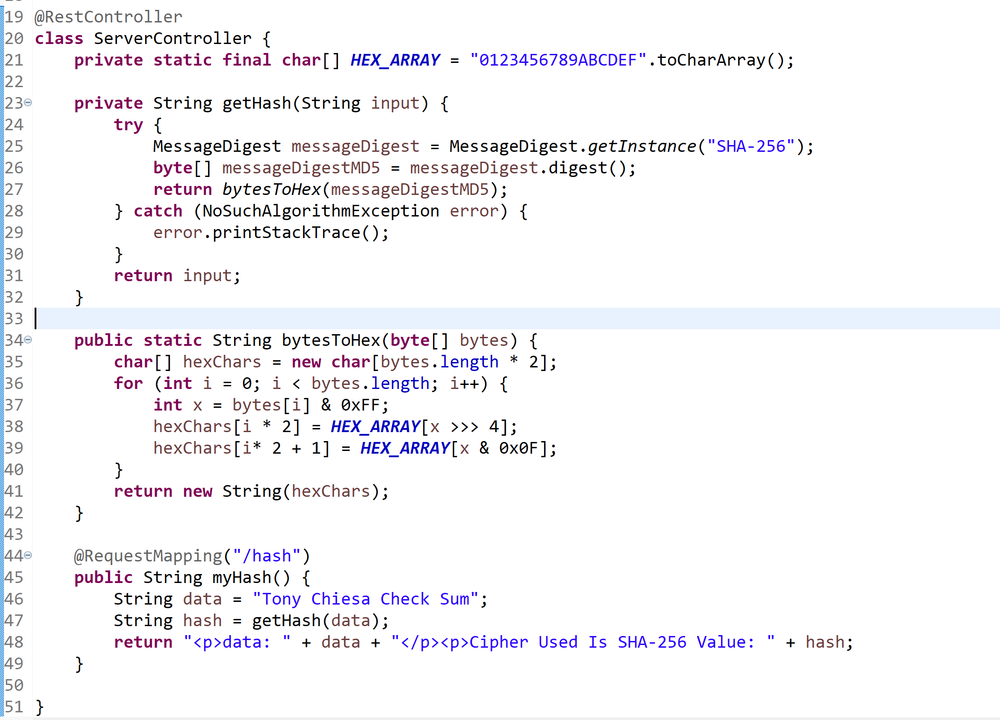 19 @RestController
20 class ServerController {
21     private static final char[] HEX_ARRAY = "0123456789ABCDEF".toCharArray();
22
23     private String getHash(String input) {
24         try {
25             MessageDigest messageDigest = MessageDigest.getInstance("SHA-256");
26             byte[] messageDigestMD5 = messageDigest.digest();
27             return bytesToHex(messageDigestMD5);
28         } catch (NoSuchAlgorithmException error) {
29             error.printStackTrace();
30         }
31         return input;
32     }
33
34     public static String bytesToHex(byte[] bytes) {
35         char[] hexChars = new char[bytes.length * 2];
36         for (int i = 0; i < bytes.length; i++) {
37             int x = bytes[i] & 0xFF;
38             hexChars[i * 2] = HEX_ARRAY[x >>> 4];
39             hexChars[i* 2 + 1] = HEX_ARRAY[x & 0x0F];
40         }
41         return new String(hexChars);
42     }
43
44     @RequestMapping("/hash")
45     public String myHash() {
46         String data = "Tony Chiesa Check Sum";
47         String hash = getHash(data);
48         return "<p>data: " + data + "</p><p>Cipher Used Is SHA-256 Value: " + hash;
49     }
50
51 }